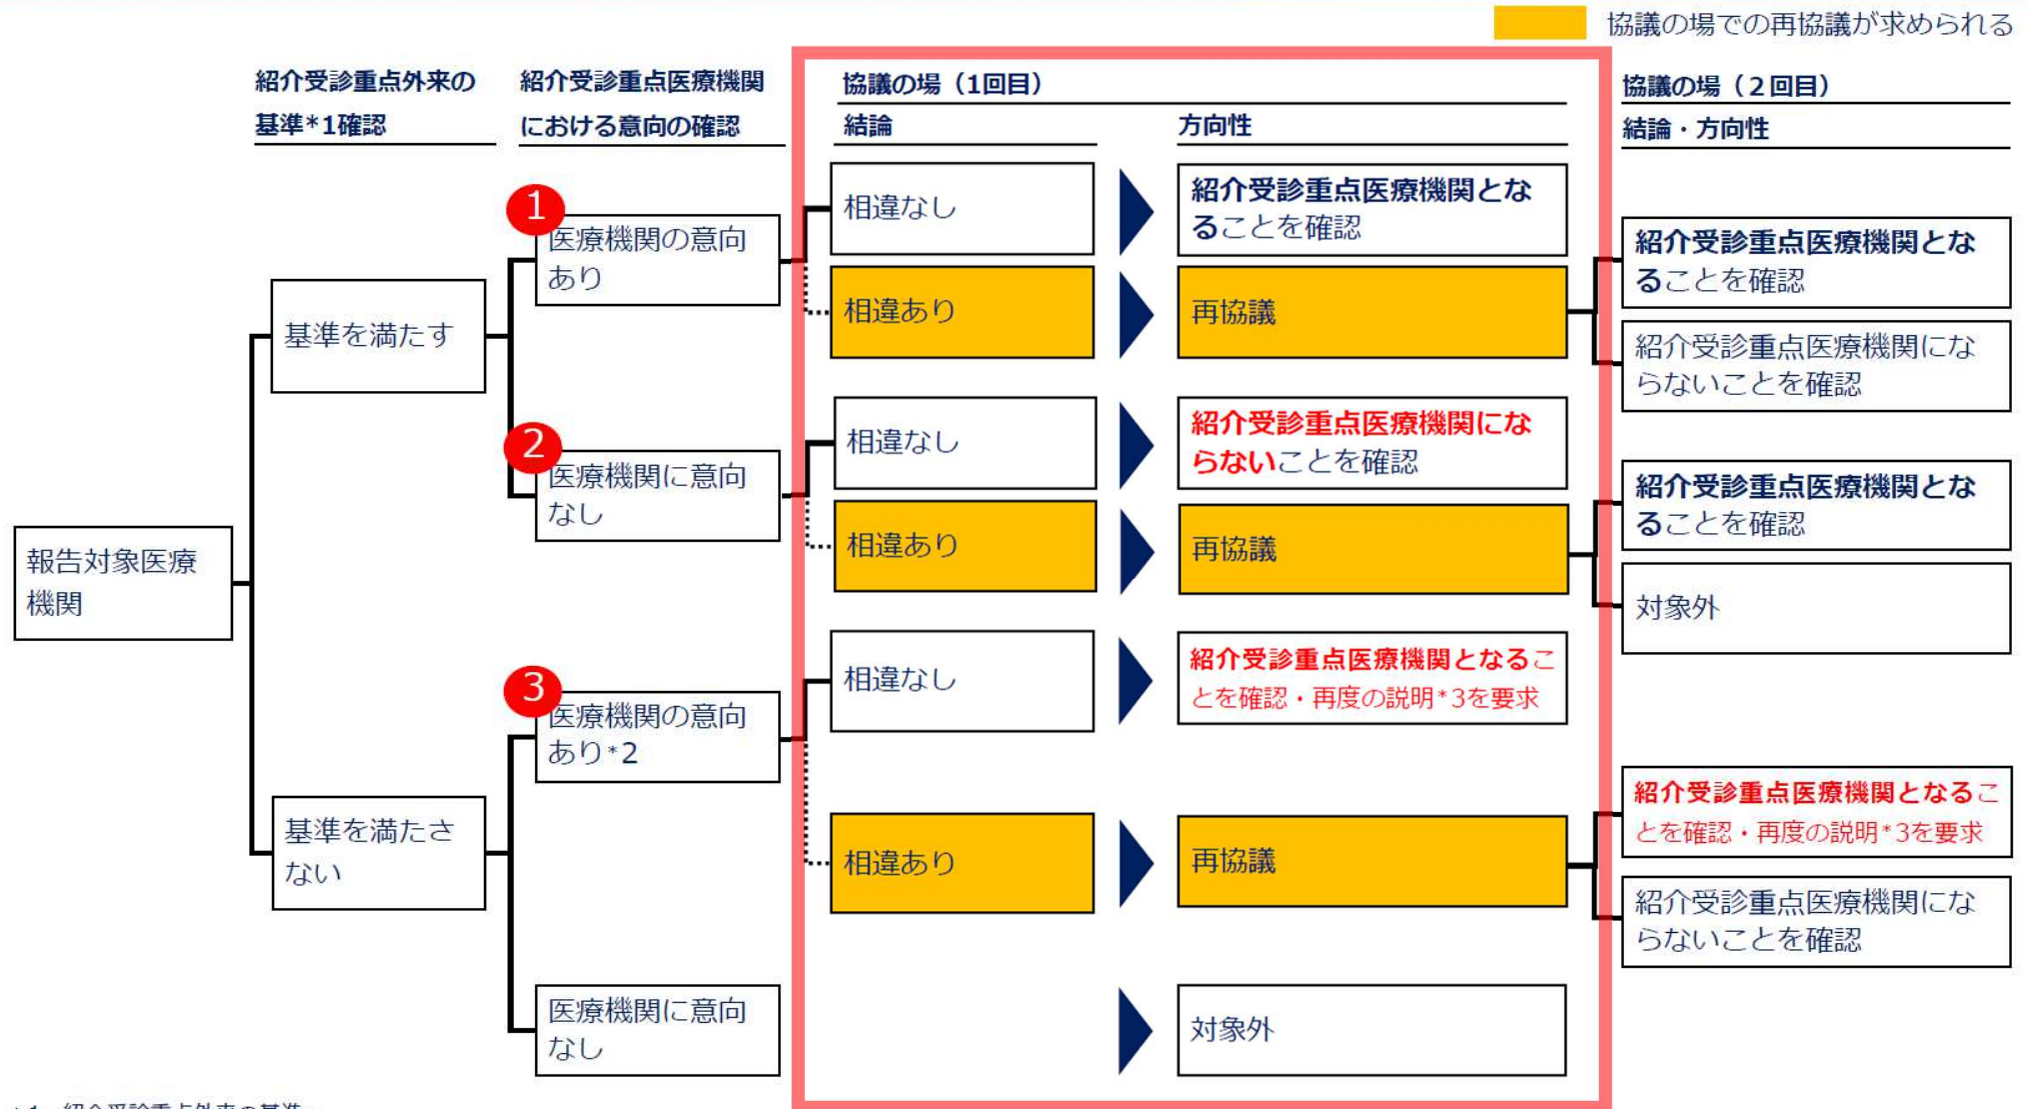 協議の場での再協議が求められる
紹介受診重点外来の
基準*1確認
紹介受診重点医療機関
における意向の確認
協議の場（1回目）
結論
方向性
協議の場（２回目）
結論・方向性
報告対象医療
機関
基準を満たす
基準を満たさ
ない
1
医療機関の意向
あり
2
医療機関に意向
なし
3
医療機関の意向
あり*2
医療機関に意向
なし
相違なし
紹介受診重点医療機関とな
ることを確認
相違あり
再協議
紹介受診重点医療機関とな
ることを確認
紹介受診重点医療機関にな
らないことを確認
相違なし
紹介受診重点医療機関にな
らないことを確認
相違あり
再協議
紹介受診重点医療機関とな
ることを確認
対象外
相違なし
紹介受診重点医療機関となるこ
とを確認・再度の説明*3を要求
相違あり
再協議
紹介受診重点医療機関となるこ
とを確認・再度の説明*3を要求
紹介受診重点医療機関にな
らないことを確認
対象外